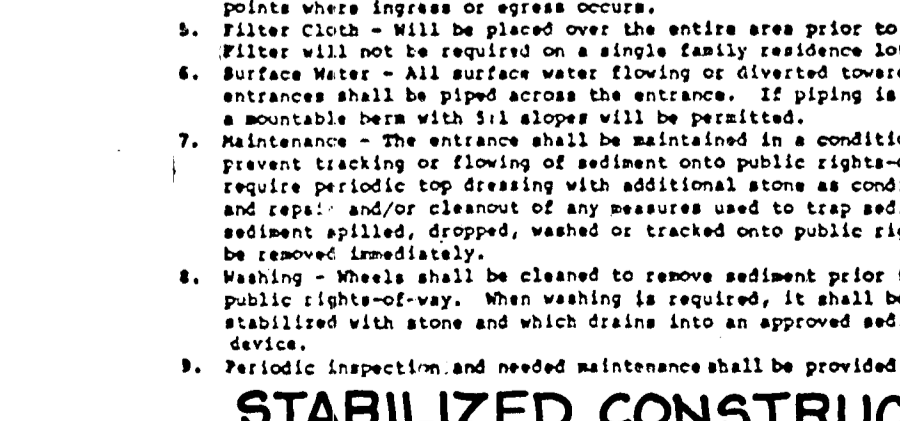 points where ingress or egress occurs.
5. Filter Cloth - Will be placed over the entire area prior to
Filter will not be required on a single family residence lo
6. Surface Water - All surface water flowing or diverted towar
entrances shall be piped across the entrance. If piping is
a mountable berm with 5:1 slopes will be permitted.
7. Maintenance - The entrance shall be maintained in a conditi
prevent tracking or flowing of sediment onto public rights-
require periodic top dressing with additional stone as cond
and repair and/or cleanout of any measures used to trap sed
sediment spilled, dropped, washed or tracked onto public ri
be removed immediately.
8. Washing - Wheels shall be cleaned to remove sediment prior
public rights-of-way. When washing is required, it shall b
stabilized with stone and which drains into an approved sed
device.
9. Periodic inspection and needed maintenance shall be provided
STABILIZED CONSTRUC